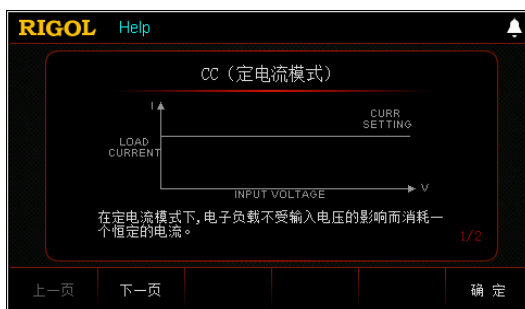 RIGOL Help
CC（定电流模式）
I
CURR
SETTING
LOAD
CURRENT
INPUT VOLTAGE
V
在定电流模式下,电子负载不受输入电压的影响而消耗一
个恒定的电流。
1/2
上一页 下一页 确 定